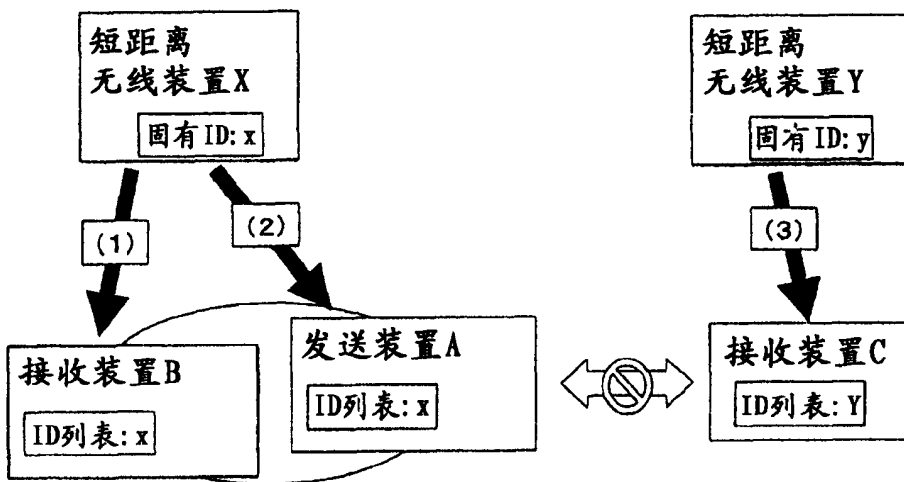 短距离
无线装置X
固有ID:x
短距离
无线装置Y
固有ID:y
(1)
(2)
(3)
接收装置B
ID列表:x
发送装置A
ID列表:x
接收装置C
ID列表:Y